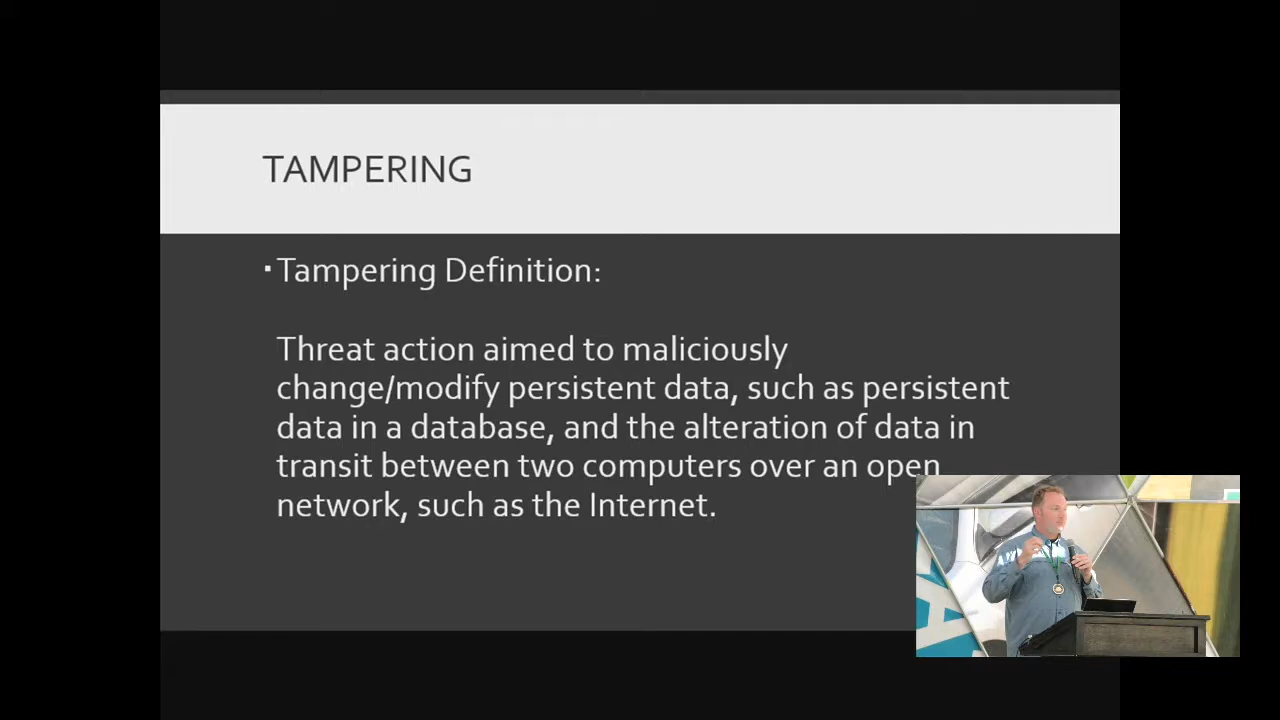 TAMPERING
▪ Tampering Definition:
Threat action aimed to maliciously
change/modify persistent data, such as persistent
data in a database, and the alteration of data in
transit between two computers over an open
network, such as the Internet.